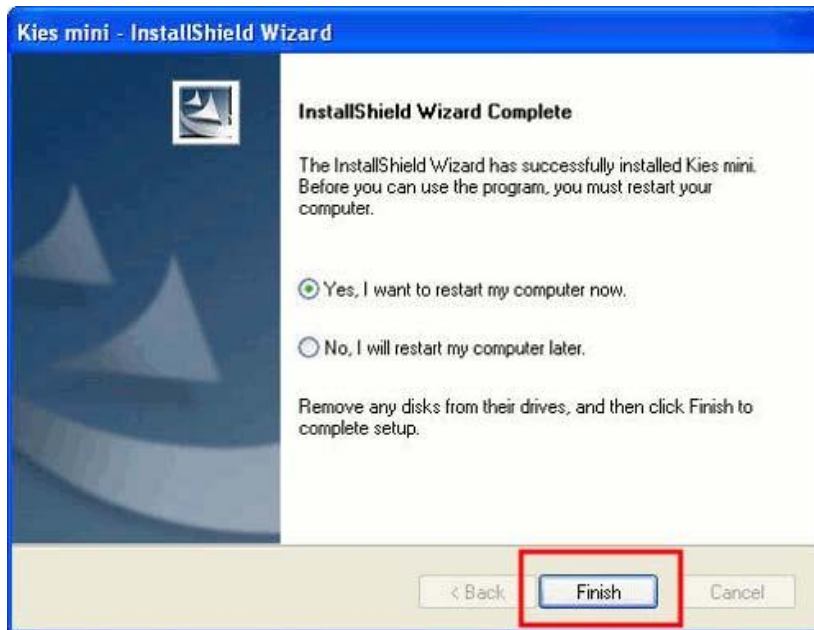 Kies mini - InstallShield Wizard
InstallShield Wizard Complete
The InstallShield Wizard has successfully installed Kies mini.
Before you can use the program, you must restart your
computer.
Yes, I want to restart my computer now.
No, I will restart my computer later.
Remove any disks from their drives, and then click Finish to
complete setup.
< Back Finish Cancel